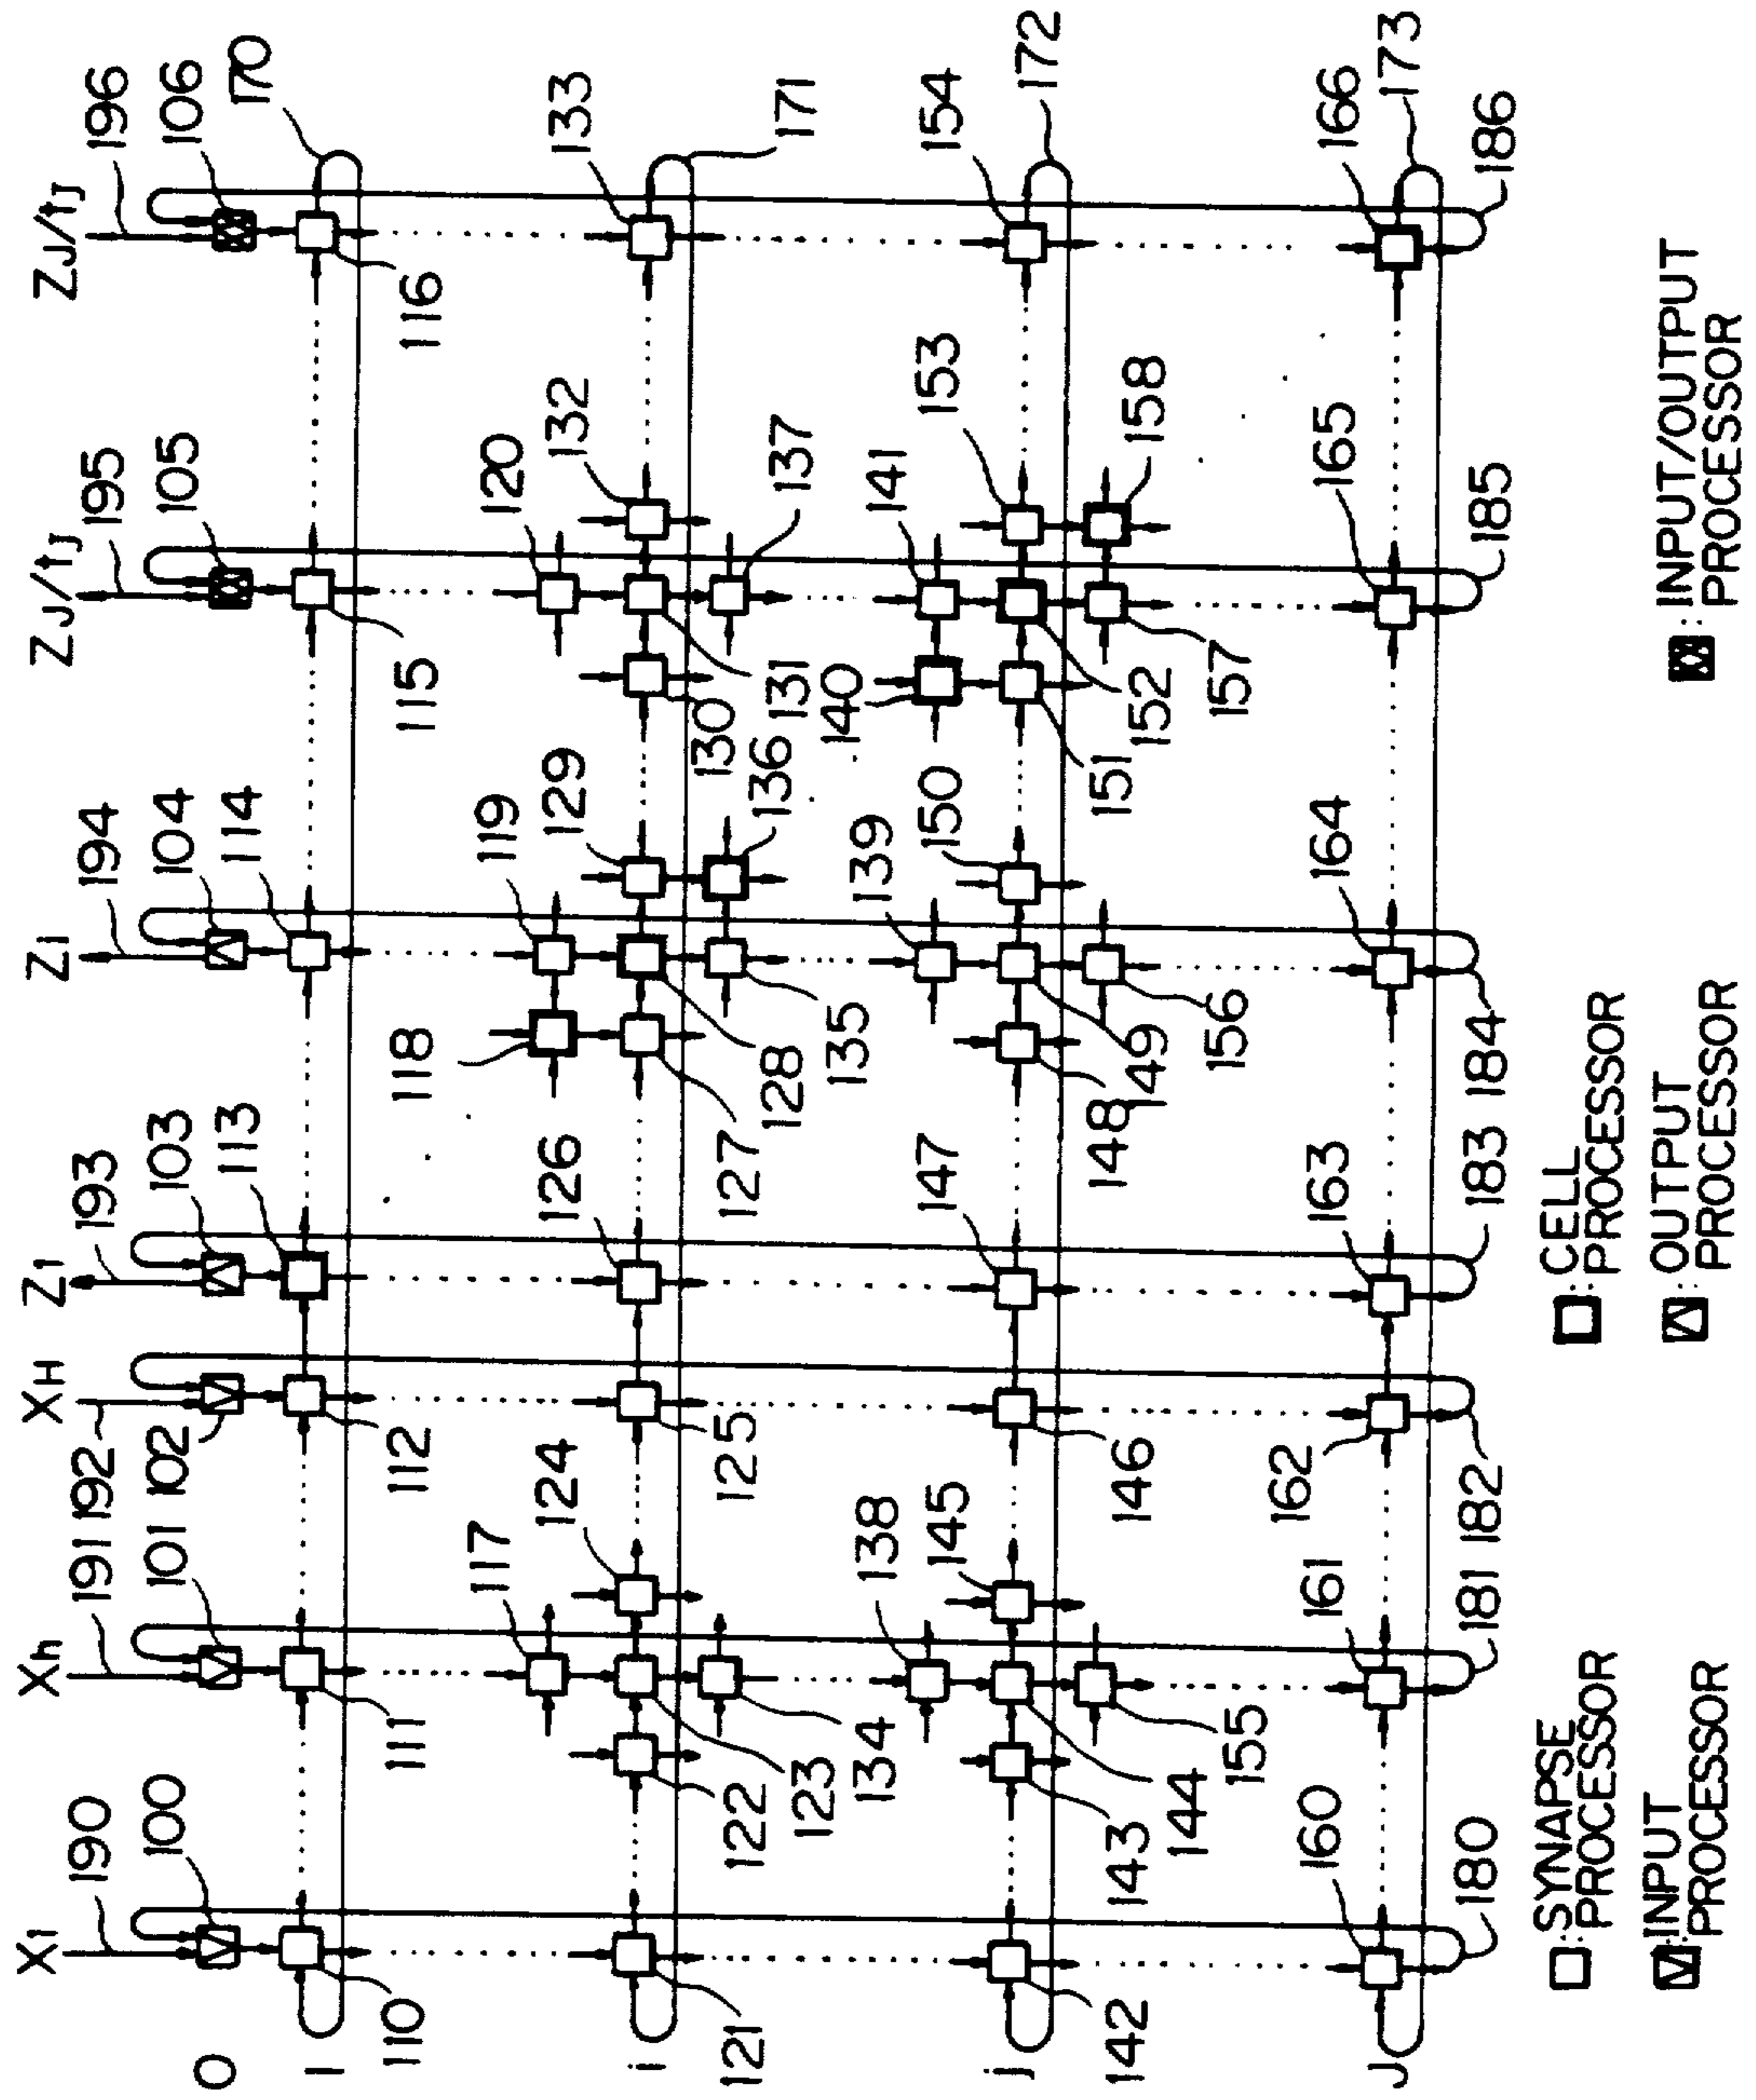 X1 Xh XH Z1 Zi ZJ/tJ ZJ/tJ
190 191 192 193 194 195 196
0 100 101 102 103 104 105 106
113 114
170
1
110 111 112 115 116
117 118 119 120
124 126 129 132 133
i
121 122 123 125 127 128 130 131
171
134 135 136 137
138 139 140 141
145 147 150 153 154
172
j
142 143 144 146 148 149 151 152
155 156 157 158
160 161 162 163 164 165 166
J
173
180 181 182 183 184 185 186
□: SYNAPSE PROCESSOR
□: CELL PROCESSOR
: INPUT PROCESSOR
: OUTPUT PROCESSOR
: INPUT/OUTPUT PROCESSOR